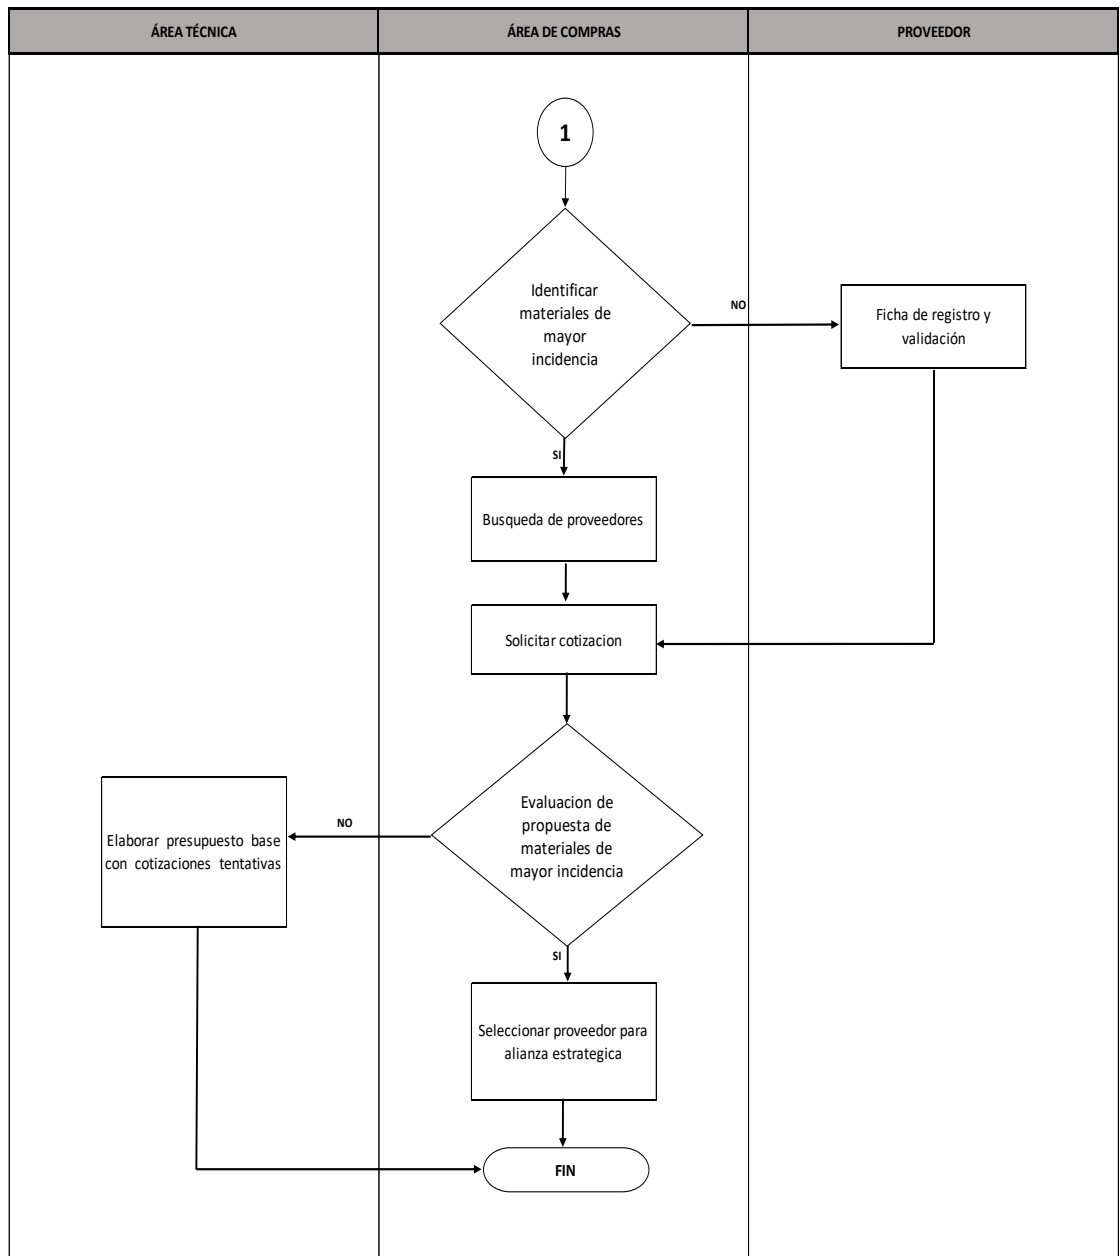 ÁREA TÉCNICA
ÁREA DE COMPRAS
PROVEEDOR
1
Identificar
materiales de
mayor
incidencia
NO
Ficha de registro y
validación
SI
Busqueda de proveedores
Solicitar cotizacion
Evaluacion de
propuesta de
materiales de
mayor incidencia
NO
Elaborar presupuesto base
con cotizaciones tentativas
SI
Seleccionar proveedor para
alianza estrategica
FIN